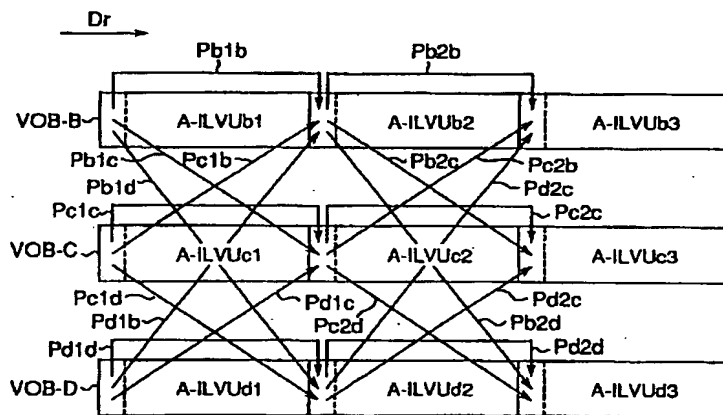 Dr
Pb1b Pb2b
VOB-B A-ILVUb1 A-ILVUb2 A-ILVUb3
Pb1c Pc1b Pb2c Pc2b
Pb1d Pd2c
Pc1c Pc2c
VOB-C A-ILVUc1 A-ILVUc2 A-ILVUc3
Pc1d Pd1c Pd2c
Pd1b Pc2d Pb2d
Pd1d Pd2d
VOB-D A-ILVUd1 A-ILVUd2 A-ILVUd3